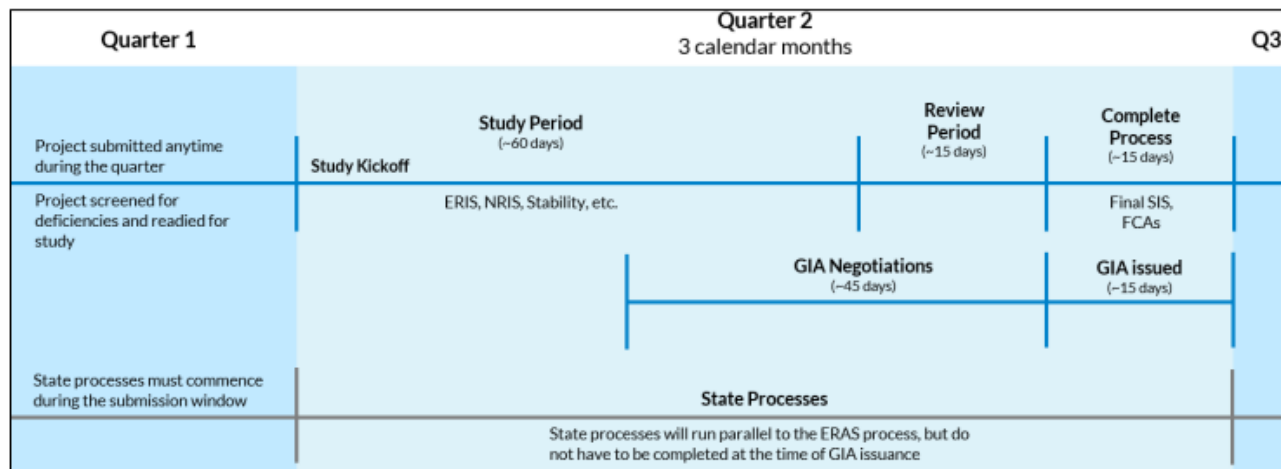 Quarter 1
Quarter 2
3 calendar months
Q3
Project submitted anytime
during the quarter
Study Kickoff
Study Period
(~60 days)
Review
Period
(~15 days)
Complete
Process
(~15 days)
Project screened for
deficiencies and readied for
study
ERIS, NRIS, Stability, etc.
Final SIS,
FCAs
GIA Negotiations
(~45 days)
GIA issued
(~15 days)
State processes must commence
during the submission window
State Processes
State processes will run parallel to the ERAS process, but do
not have to be completed at the time of GIA issuance